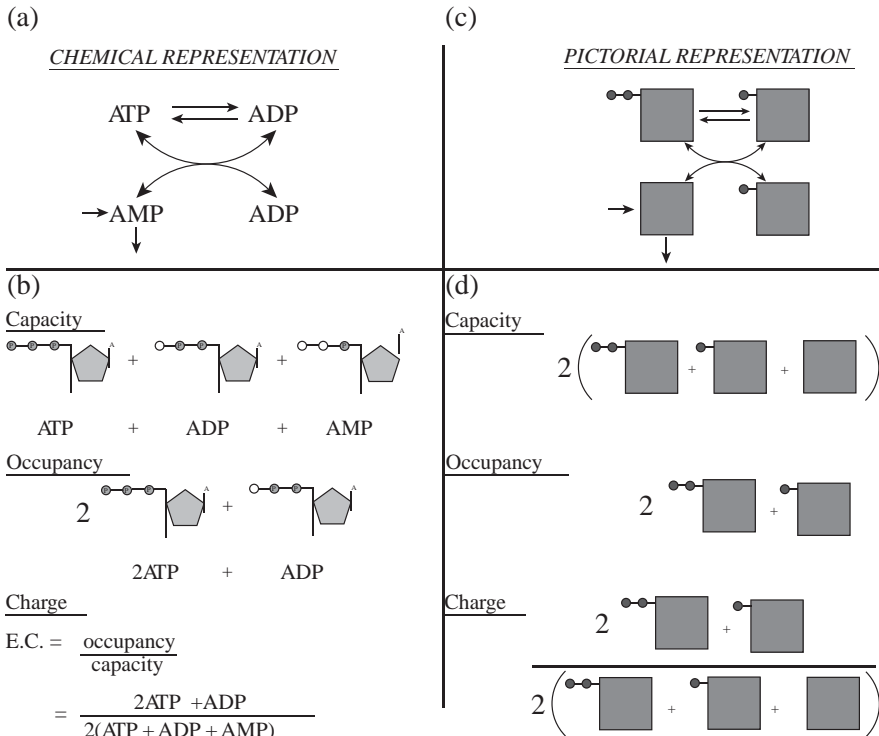 (a)
CHEMICAL REPRESENTATION
ATP ADP
AMP ADP
(c)
PICTORIAL REPRESENTATION
(b)
Capacity
P P P A + P P A + P A
ATP + ADP + AMP
Occupancy
2 P P P A + P P A
2ATP + ADP
Charge
E.C. = occupancy
capacity
= 2ATP + ADP
2(ATP + ADP + AMP)
(d)
Capacity
2 ( + + )
Occupancy
2 +
Charge
2 +
2 ( + + )